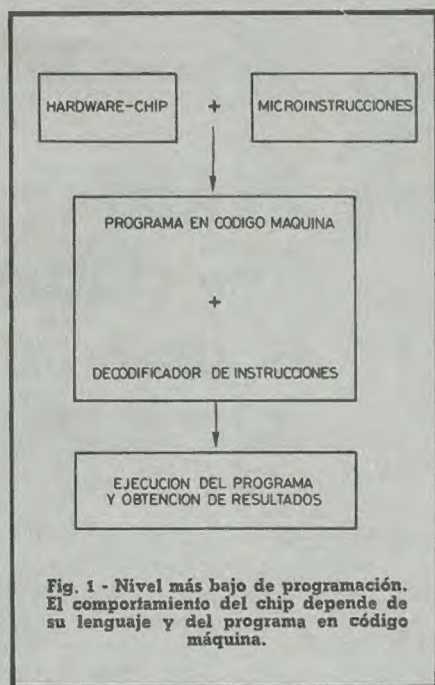 HARDWARE-CHIP + MICROINSTRUCCIONES
PROGRAMA EN CODIGO MAQUINA
+
DECODIFICADOR DE INSTRUCCIONES
EJECUCION DEL PROGRAMA
Y OBTENCION DE RESULTADOS
Fig. 1 - Nivel más bajo de programación.
El comportamiento del chip depende de
su lenguaje y del programa en código
máquina.